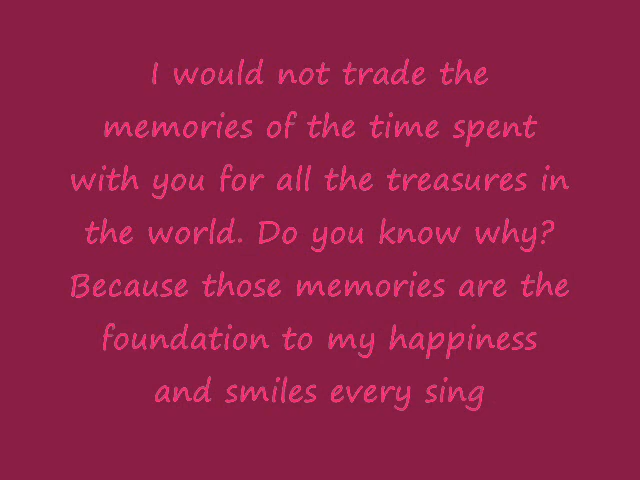 I would not trade the
memories of the time spent
with you for all the treasures in
the world. Do you know why?
Because those memories are the
foundation to my happiness
and smiles every sing